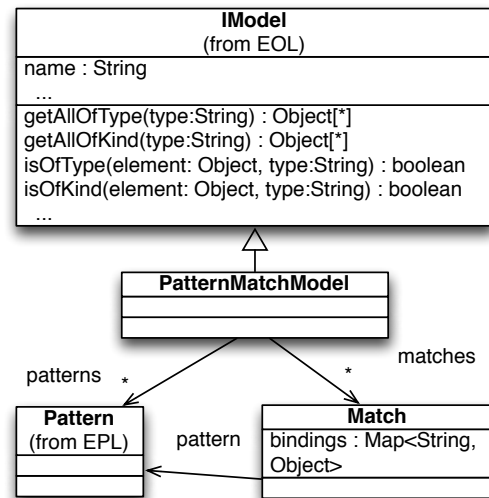 IModel
(from EOL)
name : String
...
getAllOfType(type:String) : Object[*]
getAllOfKind(type:String) : Object[*]
isOfType(element: Object, type:String) : boolean
isOfKind(element: Object, type:String) : boolean
...
PatternMatchModel
patterns
*
*
matches
Pattern
(from EPL)
pattern
Match
bindings : Map<String,
Object>